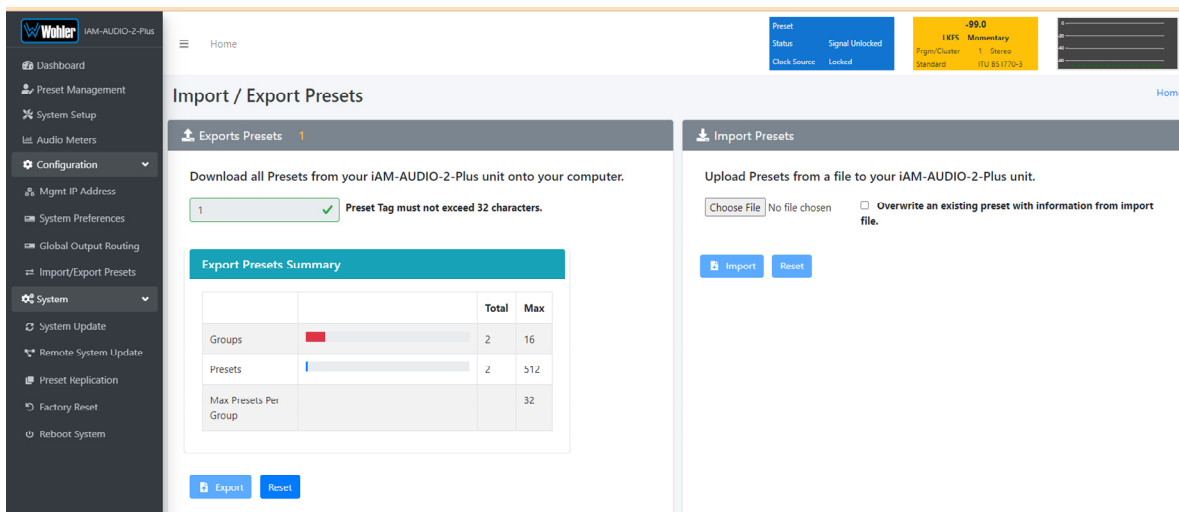 Wohler iAM-AUDIO-2-Plus
Dashboard
Preset Management
System Setup
Audio Meters
Configuration
Mgmt IP Address
System Preferences
Global Output Routing
Import/Export Presets
System
System Update
Remote System Update
Preset Replication
Factory Reset
Reboot System
Home
Preset
Status Signal Unlocked
Clock Source Locked
-99.0
LKFS Momentary
Prgm/Cluster 1 Stereo
Standard ITU BS1770-3
0
Import / Export Presets
Home
Exports Presets 1
Download all Presets from your iAM-AUDIO-2-Plus unit onto your computer.
1 Preset Tag must not exceed 32 characters.
Export Presets Summary
Total Max
Groups 2 16
Presets 2 512
Max Presets Per
Group
32
Export Reset
Import Presets
Upload Presets from a file to your iAM-AUDIO-2-Plus unit.
Choose File No file chosen
Overwrite an existing preset with information from import
file.
Import Reset